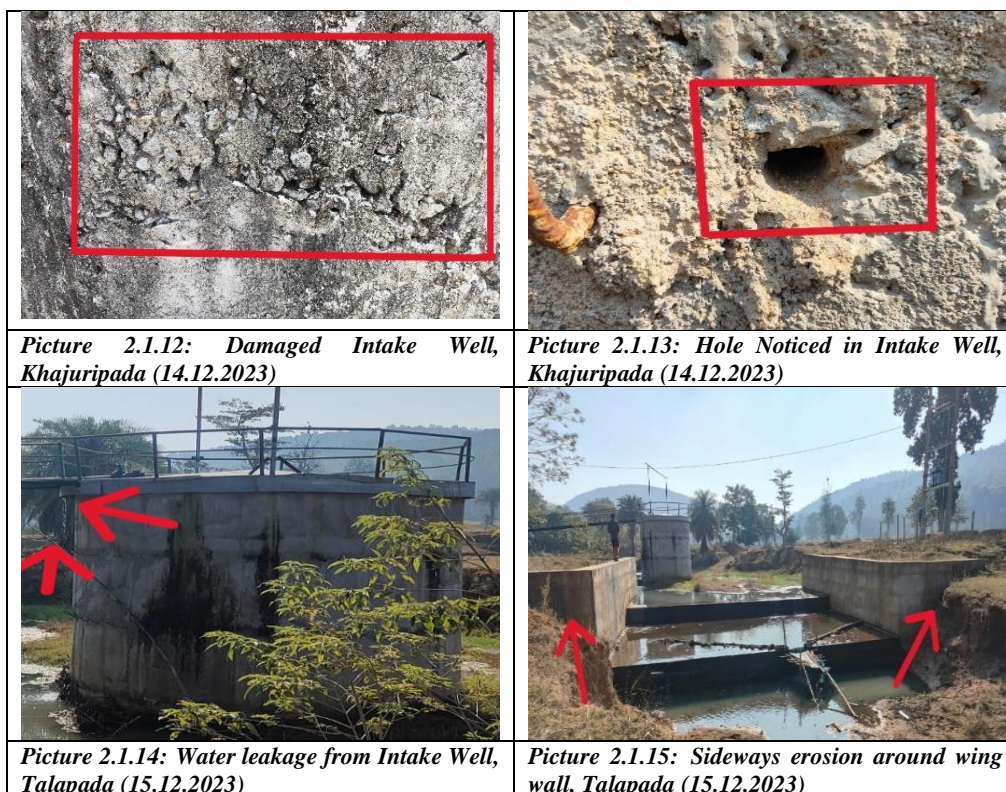 Picture 2.1.12: Damaged Intake Well,
Khajuripada (14.12.2023)
Picture 2.1.13: Hole Noticed in Intake Well,
Khajuripada (14.12.2023)
Picture 2.1.14: Water leakage from Intake Well,
Talapada (15.12.2023)
Picture 2.1.15: Sideways erosion around wing
wall, Talapada (15.12.2023)